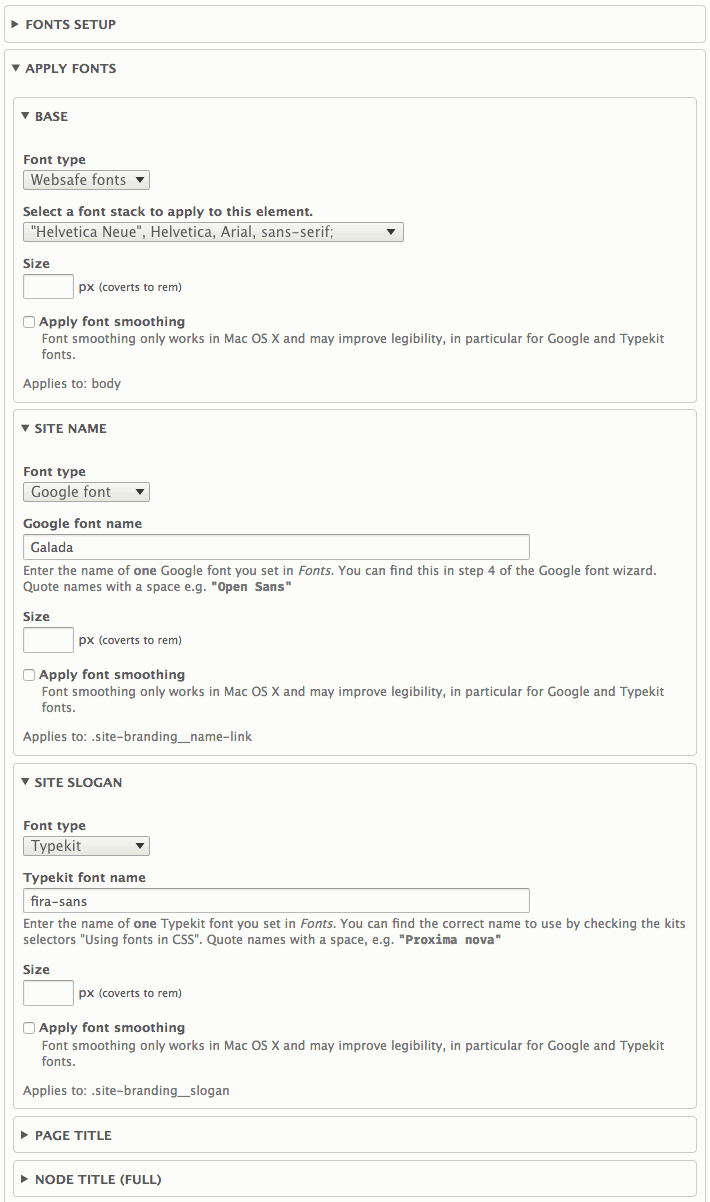 FONTS SETUP
APPLY FONTS
BASE
Font type
Websafe fonts
Select a font stack to apply to this element.
"Helvetica Neue", Helvetica, Arial, sans-serif;
Size
px (coverts to rem)
Apply font smoothing
Font smoothing only works in Mac OS X and may improve legibility, in particular for Google and Typekit
fonts.
Applies to: body
SITE NAME
Font type
Google font
Google font name
Galada
Enter the name of one Google font you set in Fonts. You can find this in step 4 of the Google font wizard.
Quote names with a space e.g. "Open Sans"
Size
px (coverts to rem)
Apply font smoothing
Font smoothing only works in Mac OS X and may improve legibility, in particular for Google and Typekit
fonts.
Applies to: .site-branding__name-link
SITE SLOGAN
Font type
Typekit
Typekit font name
fira-sans
Enter the name of one Typekit font you set in Fonts. You can find the correct name to use by checking the kits
selectors "Using fonts in CSS". Quote names with a space, e.g. "Proxima nova"
Size
px (coverts to rem)
Apply font smoothing
Font smoothing only works in Mac OS X and may improve legibility, in particular for Google and Typekit
fonts.
Applies to: .site-branding__slogan
PAGE TITLE
NODE TITLE (FULL)